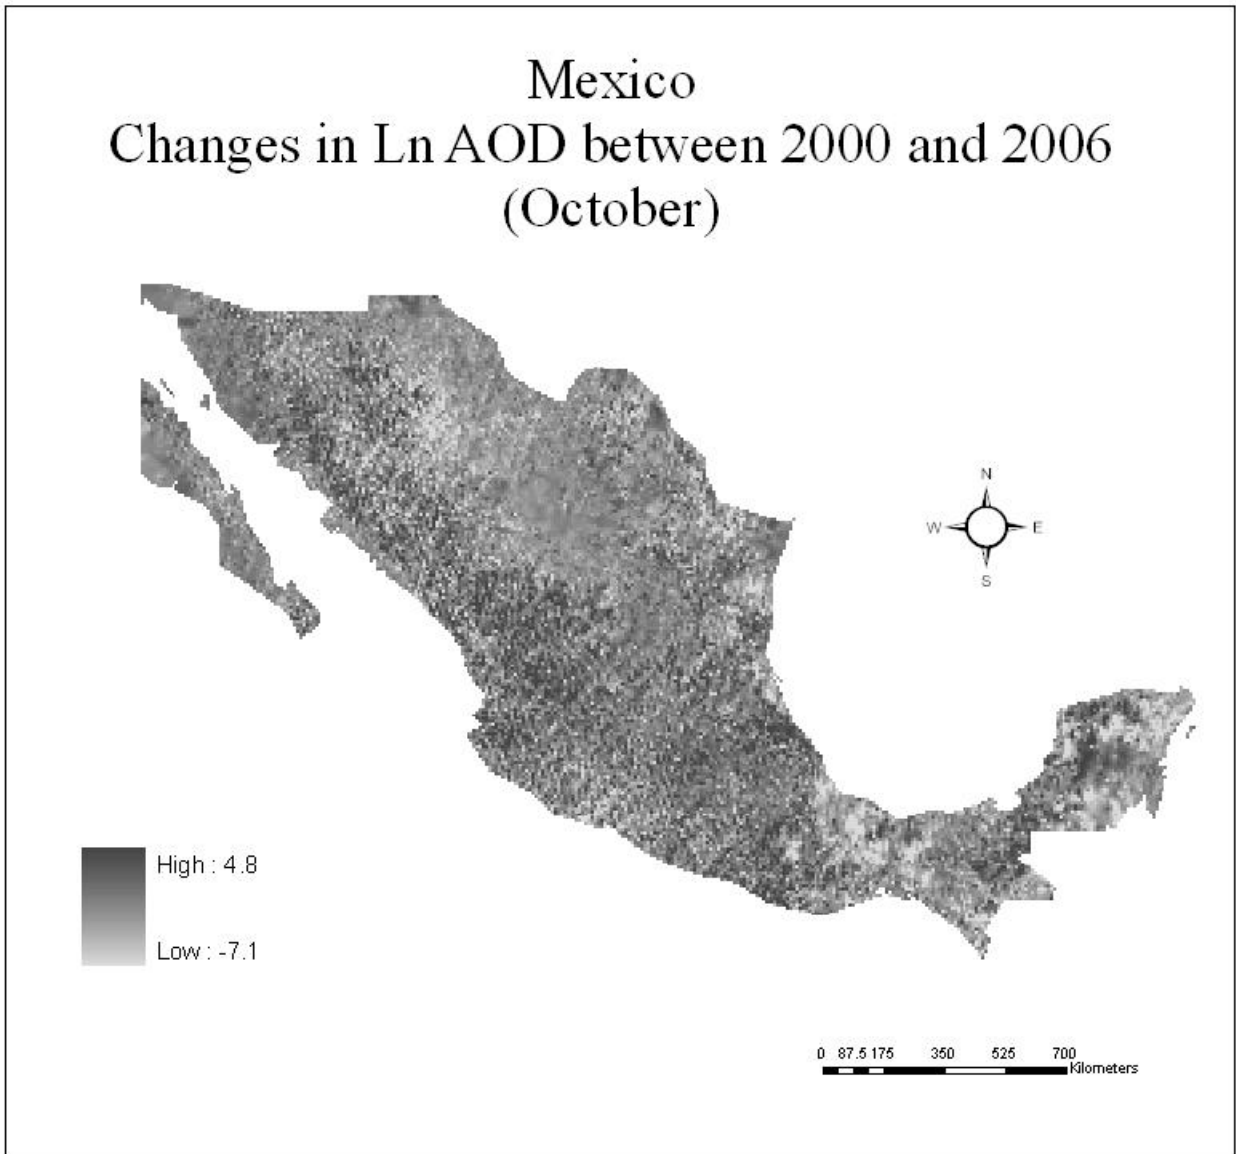 Mexico
Changes in Ln AOD between 2000 and 2006
(October)
N
W E
S
High : 4.8
Low : -7.1
0 87.5 175 350 525 700
Kilometers